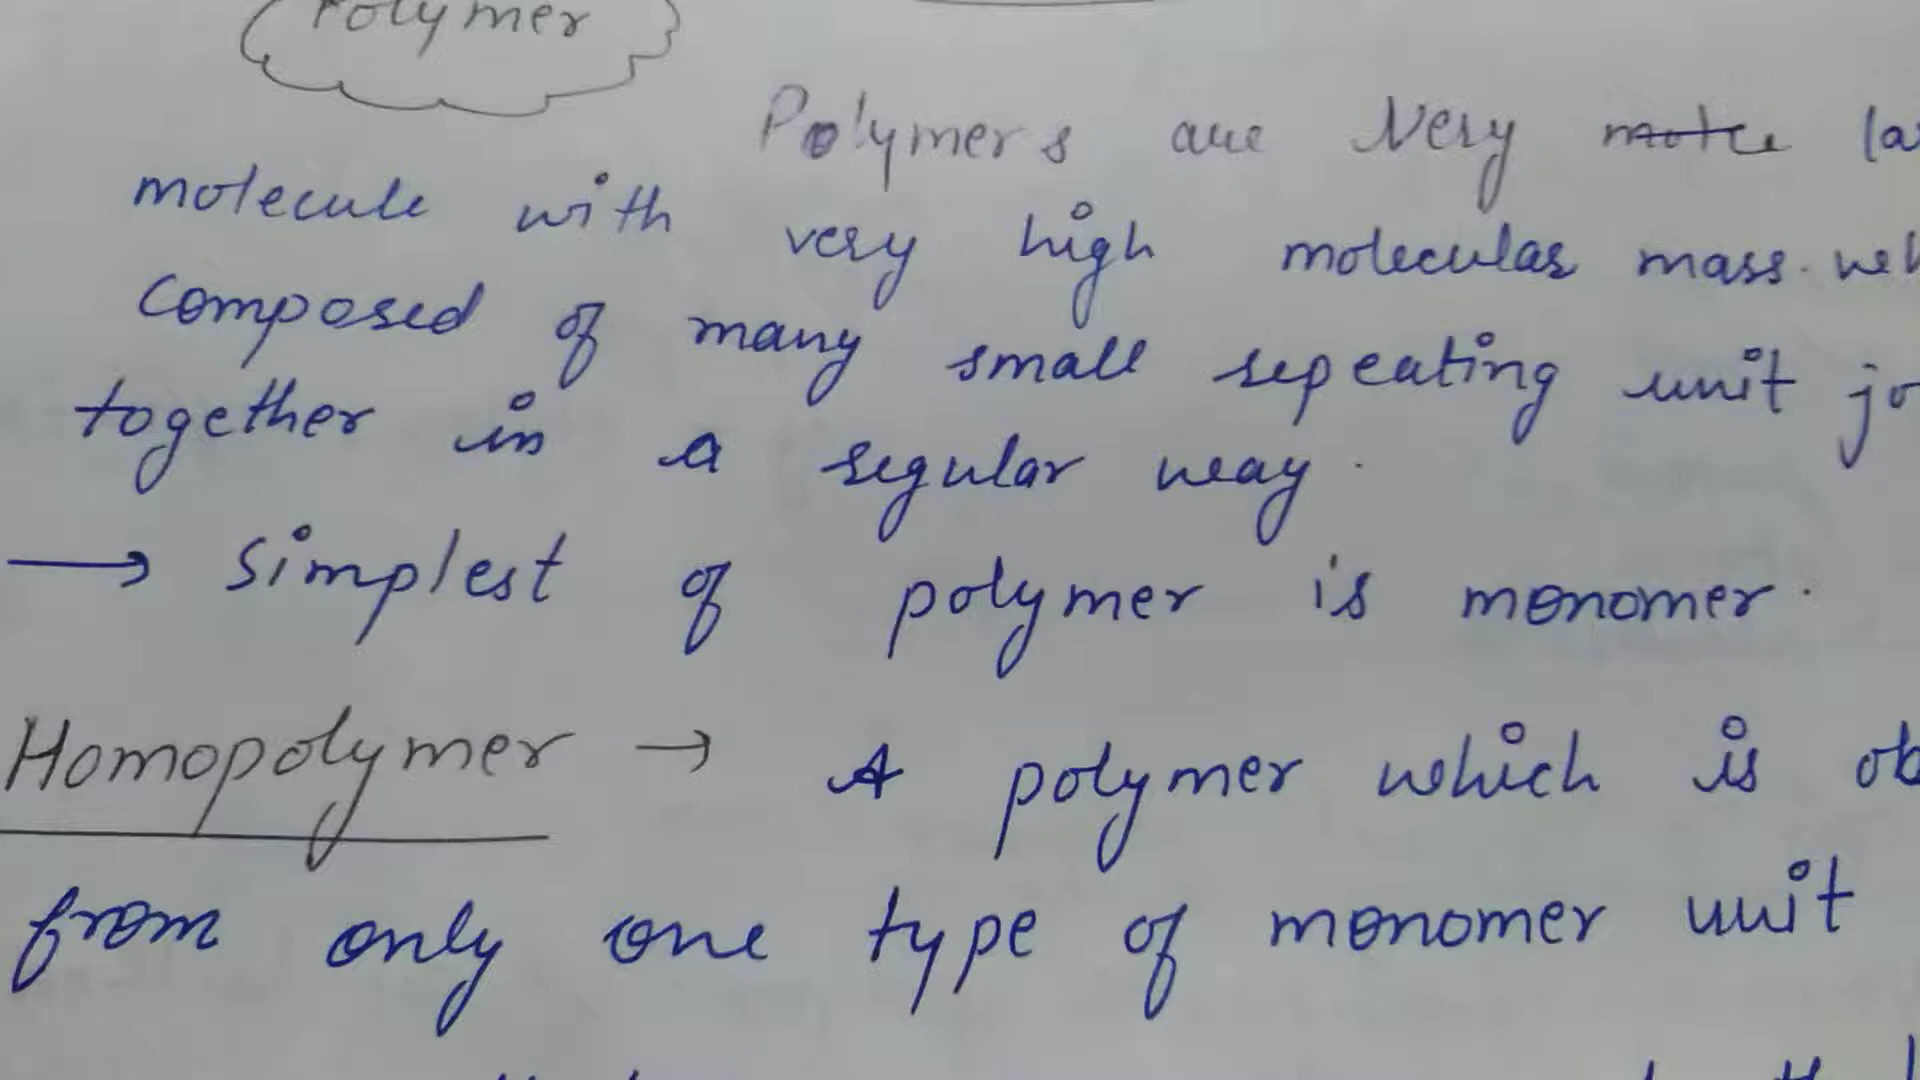 Polymer
Polymers are Very
molecule with very high molecular mass.
Composed of many small repeating unit
together in a regular way.
→ Simplest of polymer is monomer.
Homopolymer → A polymer which is
from only one type of monomer unit